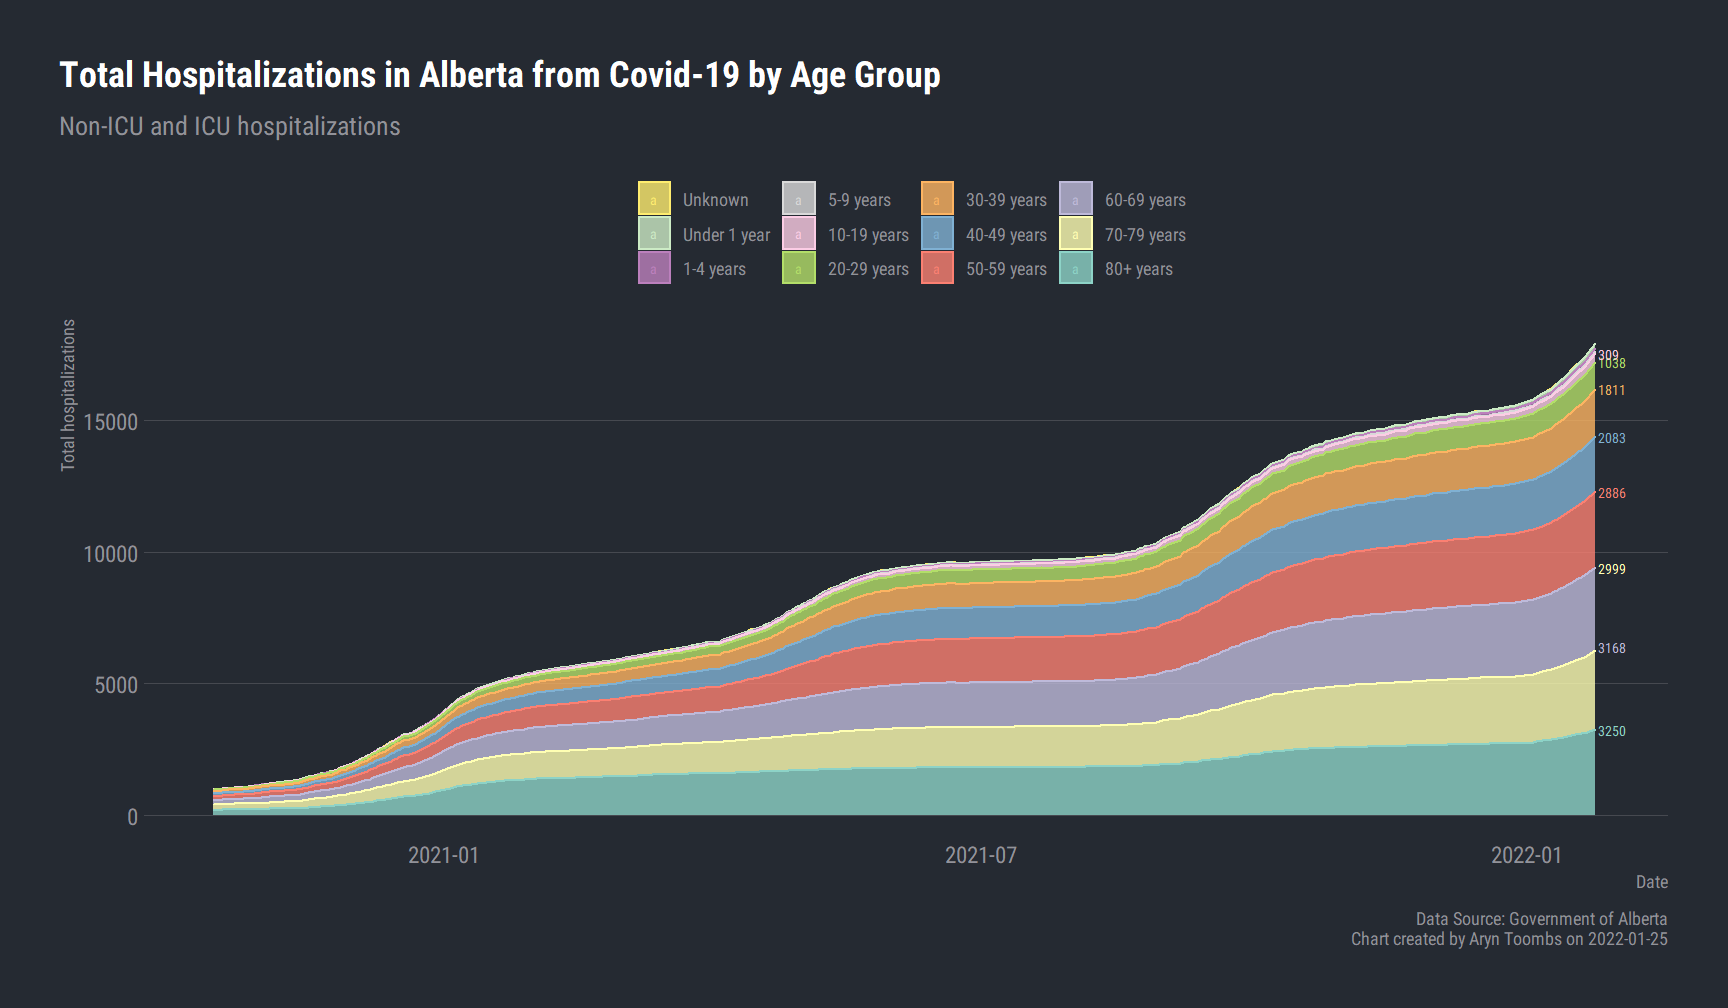 Total Hospitalizations in Alberta from Covid-19 by Age Group
Non-ICU and ICU hospitalizations
a Unknown a 5-9 years a 30-39 years a 60-69 years
a Under 1 year a 10-19 years a 40-49 years a 70-79 years
a 1-4 years a 20-29 years a 50-59 years a 80+ years
Total hospitalizations
15000
10000
5000
0
309
1038
1811
2083
2886
2999
3168
3250
2021-01 2021-07 2022-01
Date
Data Source: Government of Alberta
Chart created by Aryn Toombs on 2022-01-25